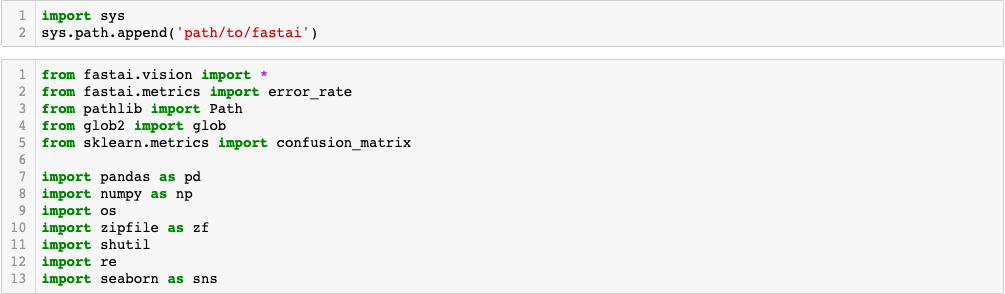 1 import sys
2 sys.path.append('path/to/fastai')
1 from fastai.vision import *
2 from fastai.metrics import error_rate
3 from pathlib import Path
4 from glob2 import glob
5 from sklearn.metrics import confusion_matrix
6
7 import pandas as pd
8 import numpy as np
9 import os
10 import zipfile as zf
11 import shutil
12 import re
13 import seaborn as sns